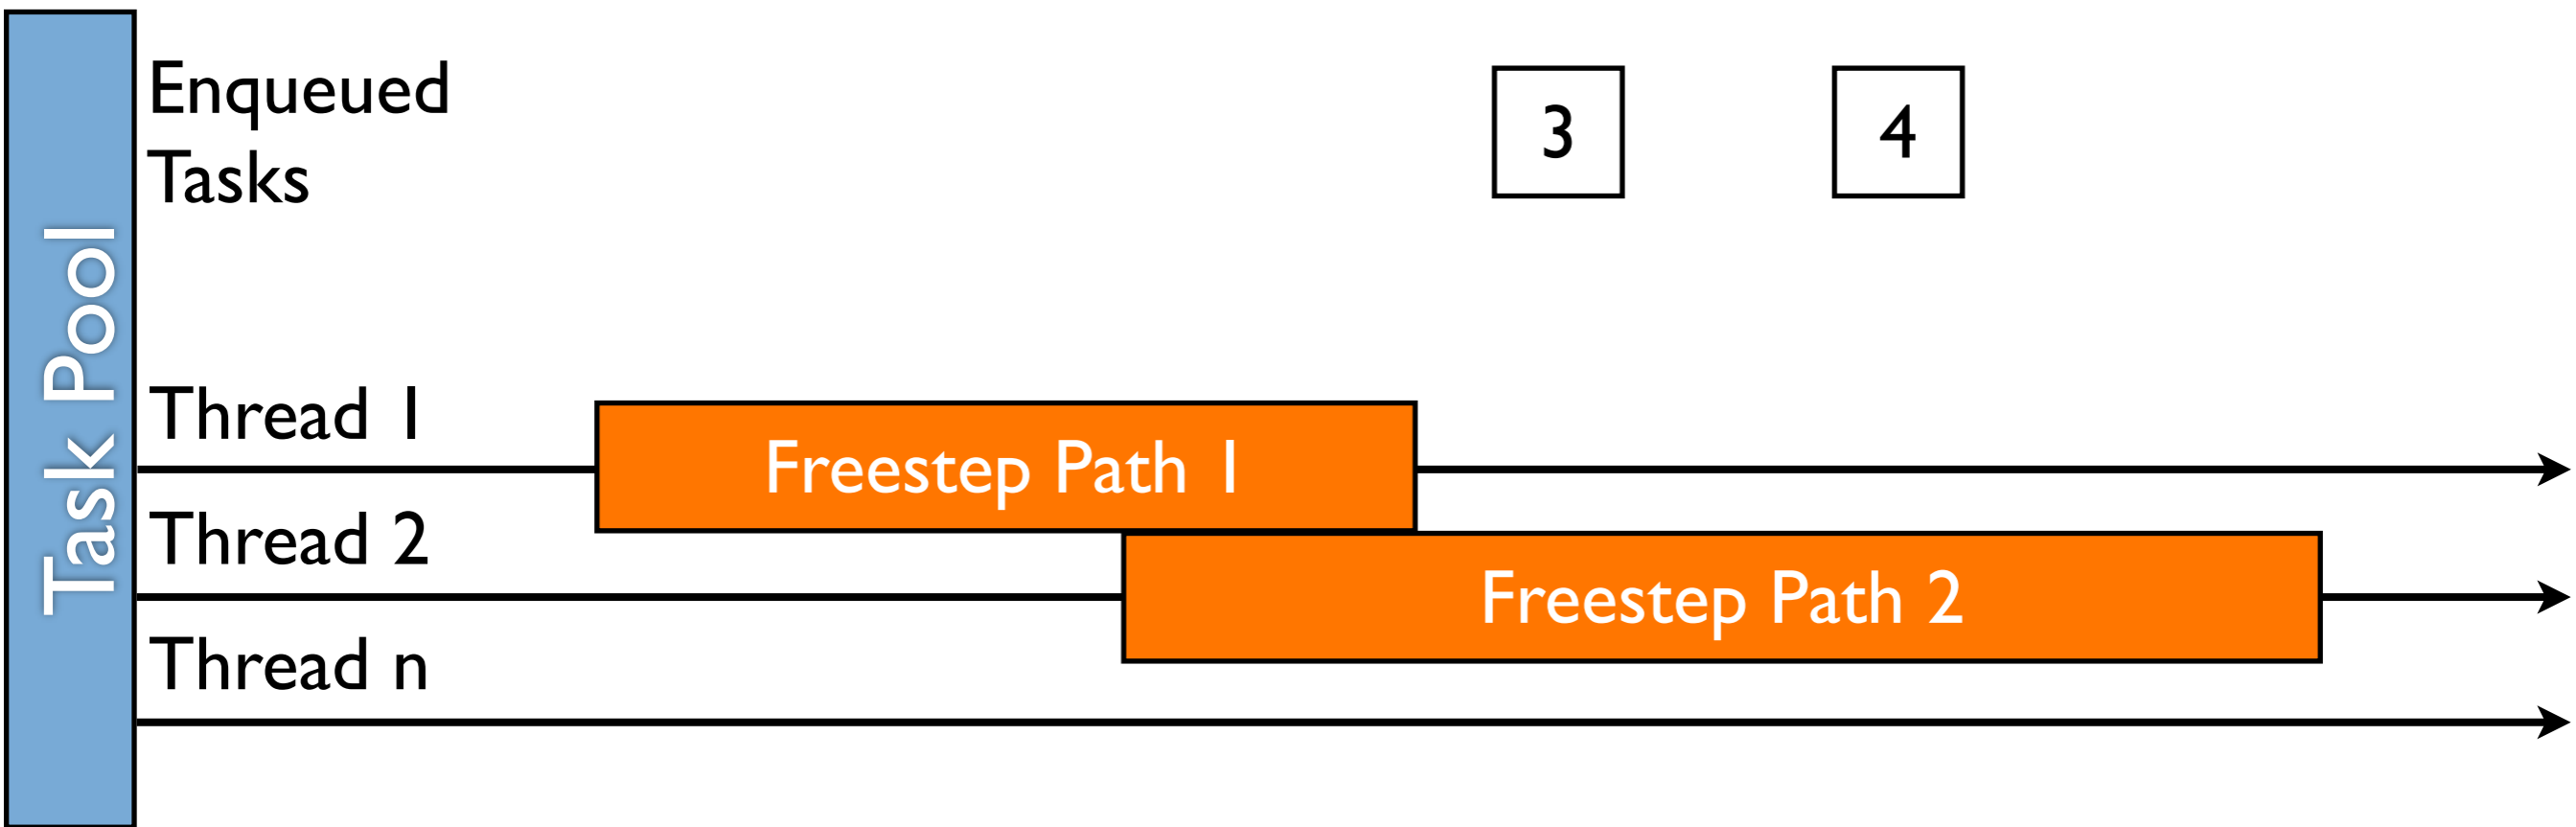 Task Pool
Enqueued
Tasks
3
4
Thread 1
Freestep Path 1
Thread 2
Freestep Path 2
Thread n